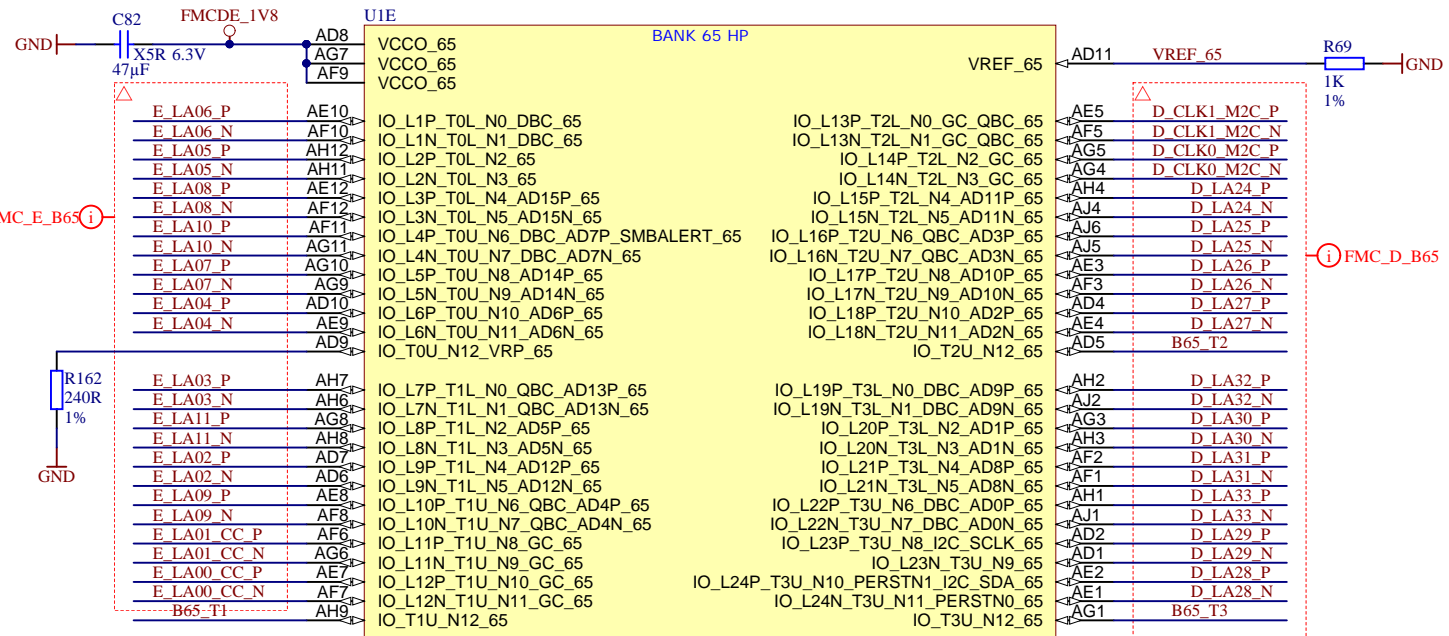 C82
FMCDE_1V8
U1E
GND
X5R 6.3V
47µF
AD8
VCCO_65
AG7
VCCO_65
AF9
VCCO_65
BANK 65 HP
VREF_65
AD11
VREF_65
R69
1K
1%
GND
E_LA06_P AE10 IO_L1P_T0L_N0_DBC_65
E_LA06_N AF10 IO_L1N_T0L_N1_DBC_65
E_LA05_P AH12 IO_L2P_T0L_N2_65
E_LA05_N AH11 IO_L2N_T0L_N3_65
E_LA08_P AE12 IO_L3P_T0L_N4_AD15P_65
E_LA08_N AF12 IO_L3N_T0L_N5_AD15N_65
E_LA10_P AF11 IO_L4P_T0U_N6_DBC_AD7P_SMBALERT_65
E_LA10_N AG11 IO_L4N_T0U_N7_DBC_AD7N_65
E_LA07_P AG10 IO_L5P_T0U_N8_AD14P_65
E_LA07_N AG9 IO_L5N_T0U_N9_AD14N_65
E_LA04_P AD10 IO_L6P_T0U_N10_AD6P_65
E_LA04_N AE9 IO_L6N_T0U_N11_AD6N_65
AD9 IO_T0U_N12_VRP_65
MC_E_B65 i
R162
240R
1%
GND
E_LA03_P AH7 IO_L7P_T1L_N0_QBC_AD13P_65
E_LA03_N AH6 IO_L7N_T1L_N1_QBC_AD13N_65
E_LA11_P AG8 IO_L8P_T1L_N2_AD5P_65
E_LA11_N AH8 IO_L8N_T1L_N3_AD5N_65
E_LA02_P AD7 IO_L9P_T1L_N4_AD12P_65
E_LA02_N AD6 IO_L9N_T1L_N5_AD12N_65
E_LA09_P AE8 IO_L10P_T1U_N6_QBC_AD4P_65
E_LA09_N AF8 IO_L10N_T1U_N7_QBC_AD4N_65
E_LA01_CC_P AF6 IO_L11P_T1U_N8_GC_65
E_LA01_CC_N AG6 IO_L11N_T1U_N9_GC_65
E_LA00_CC_P AE7 IO_L12P_T1U_N10_GC_65
E_LA00_CC_N AF7 IO_L12N_T1U_N11_GC_65
B65_T1 AH9 IO_T1U_N12_65
IO_L13P_T2L_N0_GC_QBC_65 AE5 D_CLK1_M2C_P
IO_L13N_T2L_N1_GC_QBC_65 AF5 D_CLK1_M2C_N
IO_L14P_T2L_N2_GC_65 AG5 D_CLK0_M2C_P
IO_L14N_T2L_N3_GC_65 AG4 D_CLK0_M2C_N
IO_L15P_T2L_N4_AD11P_65 AH4 D_LA24_P
IO_L15N_T2L_N5_AD11N_65 AJ4 D_LA24_N
IO_L16P_T2U_N6_QBC_AD3P_65 AJ6 D_LA25_P
IO_L16N_T2U_N7_QBC_AD3N_65 AJ5 D_LA25_N
IO_L17P_T2U_N8_AD10P_65 AE3 D_LA26_P
IO_L17N_T2U_N9_AD10N_65 AF3 D_LA26_N
IO_L18P_T2U_N10_AD2P_65 AD4 D_LA27_P
IO_L18N_T2U_N11_AD2N_65 AE4 D_LA27_N
IO_T2U_N12_65 AD5 B65_T2
i FMC_D_B65
IO_L19P_T3L_N0_DBC_AD9P_65 AH2 D_LA32_P
IO_L19N_T3L_N1_DBC_AD9N_65 AJ2 D_LA32_N
IO_L20P_T3L_N2_AD1P_65 AG3 D_LA30_P
IO_L20N_T3L_N3_AD1N_65 AH3 D_LA30_N
IO_L21P_T3L_N4_AD8P_65 AF2 D_LA31_P
IO_L21N_T3L_N5_AD8N_65 AF1 D_LA31_N
IO_L22P_T3U_N6_DBC_AD0P_65 AH1 D_LA33_P
IO_L22N_T3U_N7_DBC_AD0N_65 AJ1 D_LA33_N
IO_L23P_T3U_N8_I2C_SCLK_65 AD2 D_LA29_P
IO_L23N_T3U_N9_65 AD1 D_LA29_N
IO_L24P_T3U_N10_PERSTN1_I2C_SDA_65 AE2 D_LA28_P
IO_L24N_T3U_N11_PERSTN0_65 AE1 D_LA28_N
IO_T3U_N12_65 AG1 B65_T3